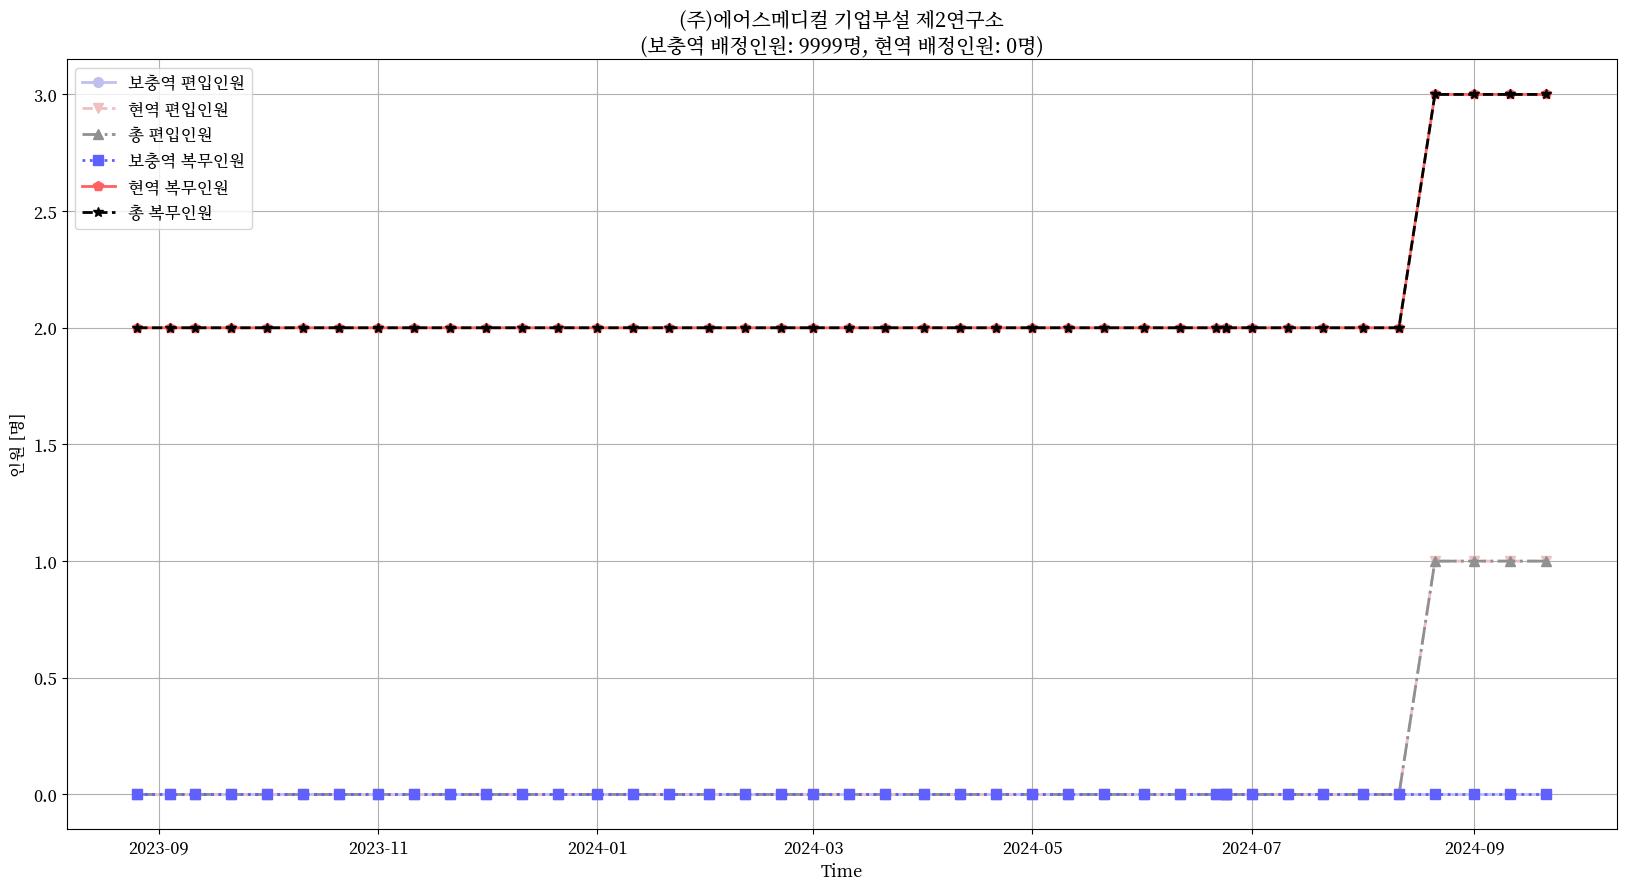 (주)에어스메디컬 기업부설 제2연구소
(보충역 배정인원: 9999명, 현역 배정인원: 0명)
보충역 편입인원
현역 편입인원
총 편입인원
보충역 복무인원
현역 복무인원
총 복무인원
3.0
2.5
2.0
1.5
1.0
0.5
0.0
인원 [명]
2023-09
2023-11
2024-01
2024-03
2024-05
2024-07
2024-09
Time